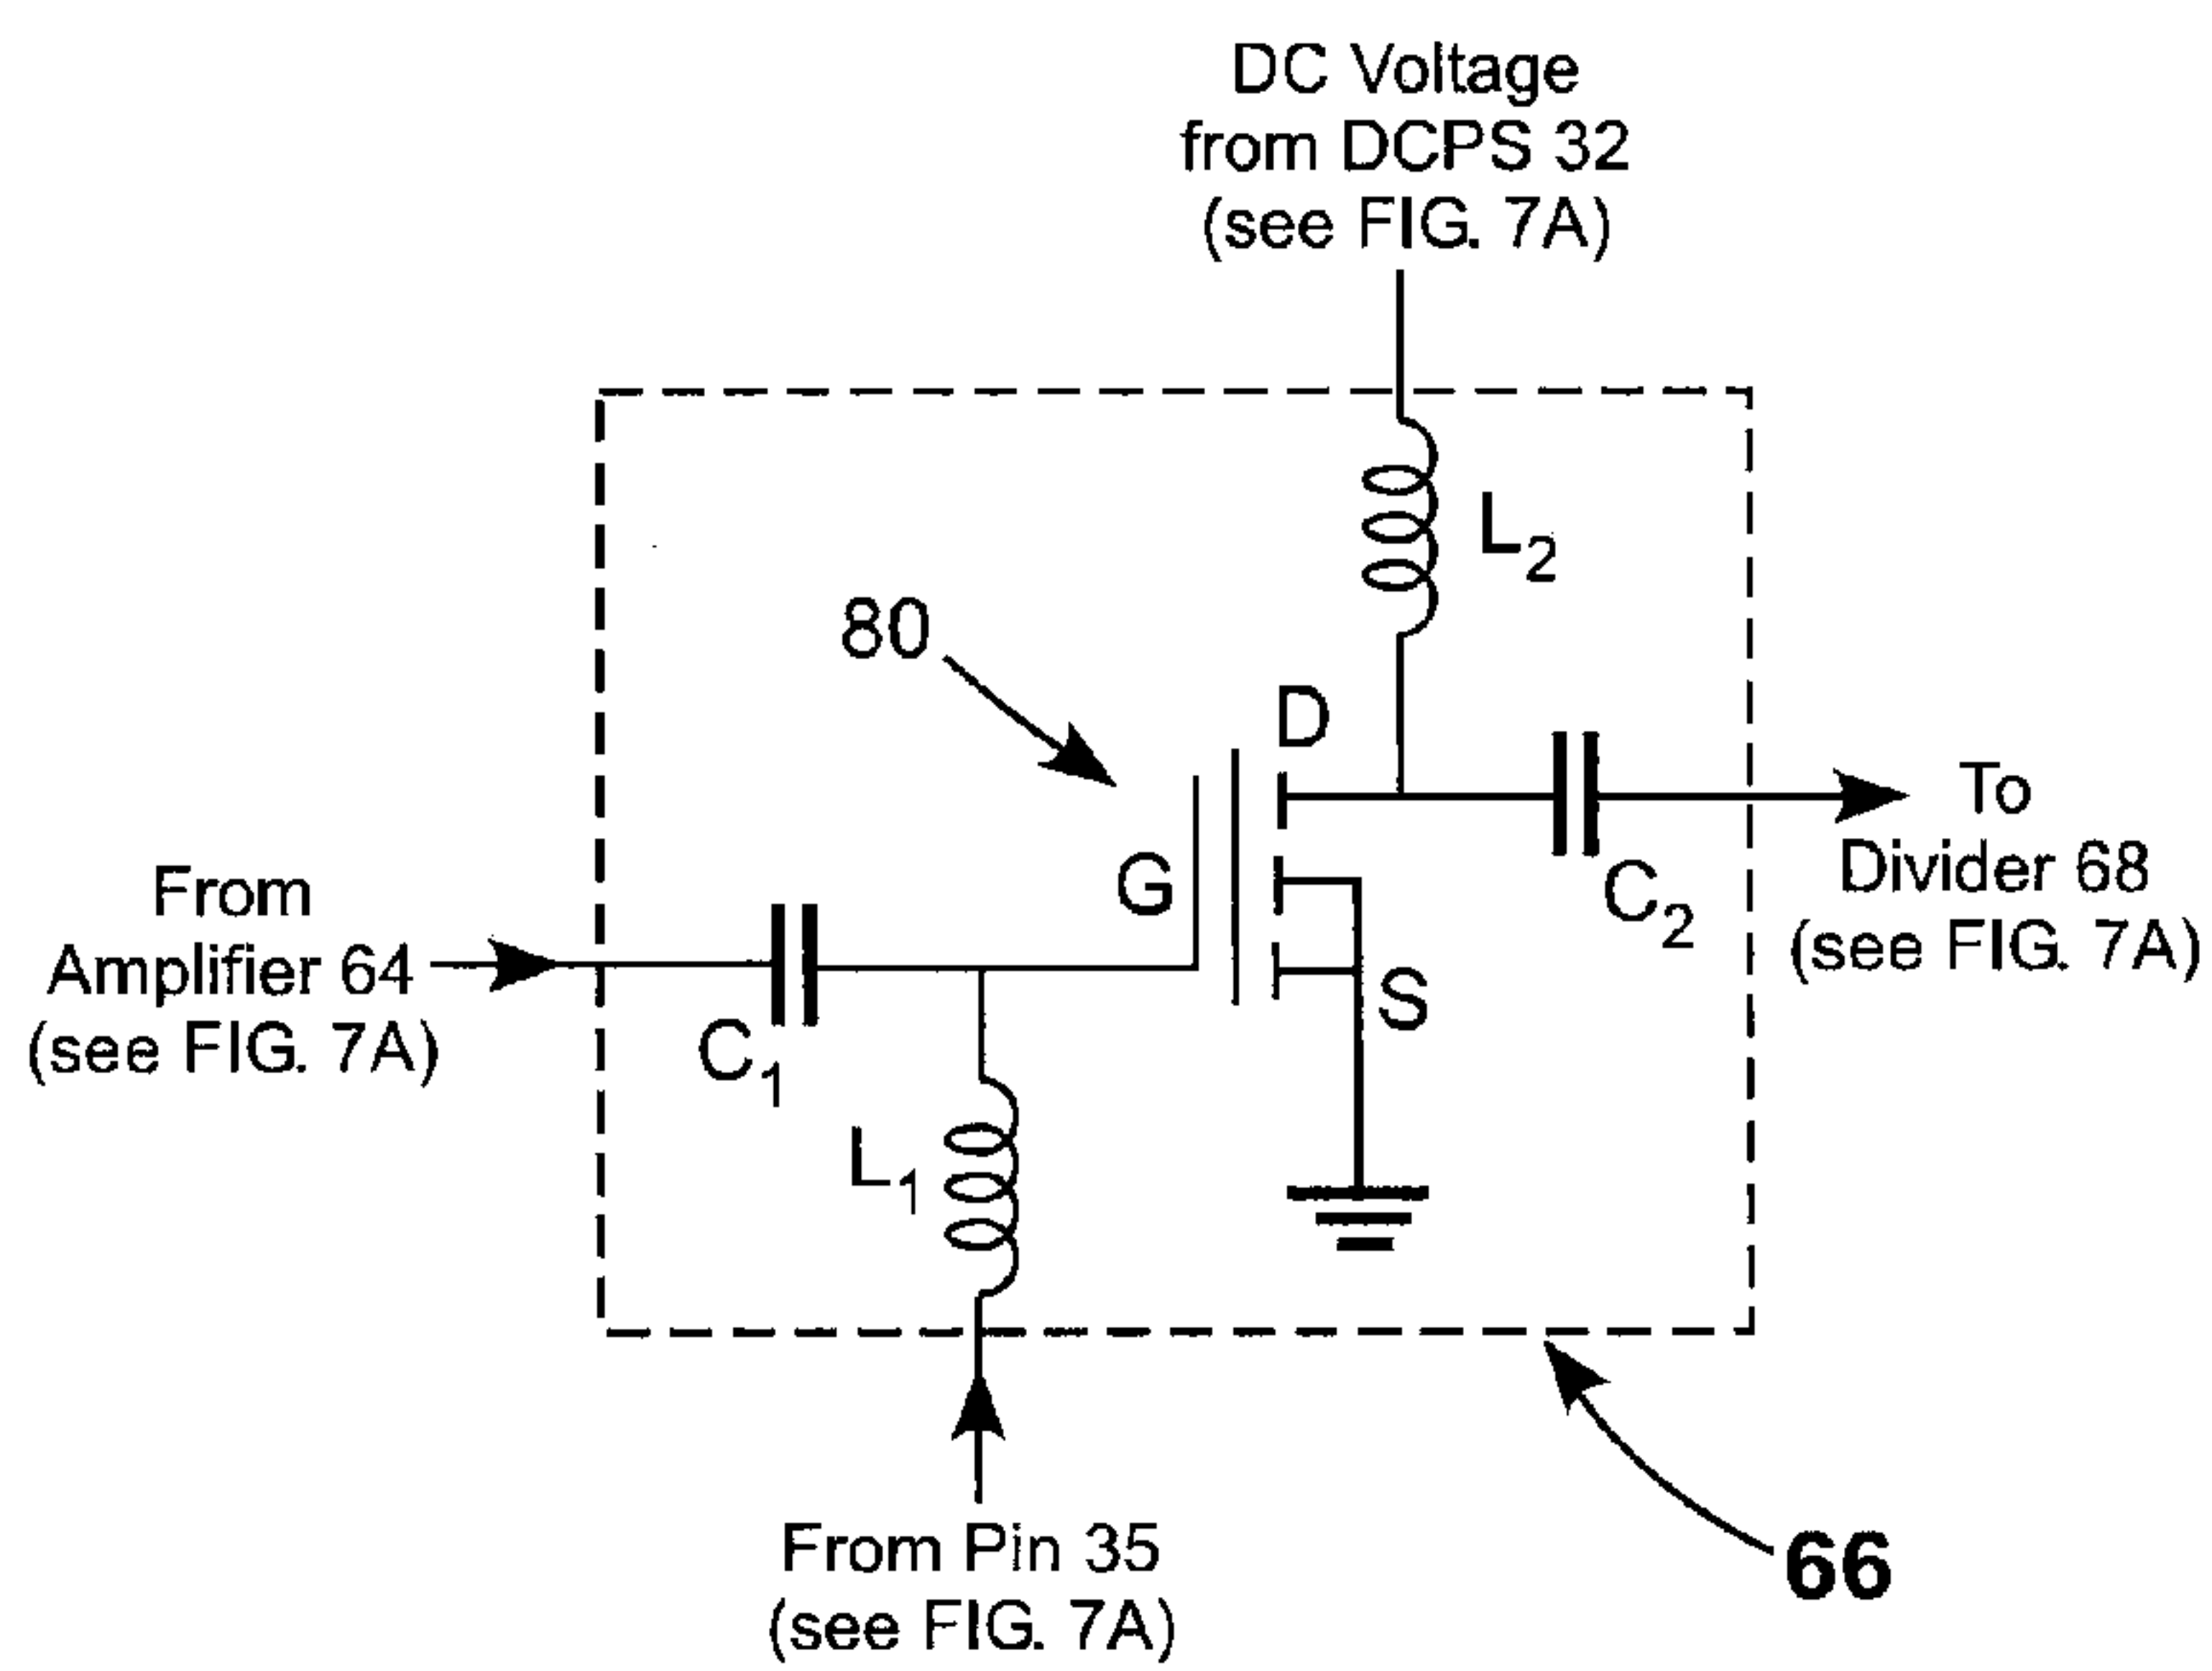 DC Voltage
from DCPS 32
(see FIG. 7A)
L2
80
D
G
C2
To
Divider 68
(see FIG. 7A)
From
Amplifier 64
(see FIG. 7A)
C1
S
L1
From Pin 35
(see FIG. 7A)
66